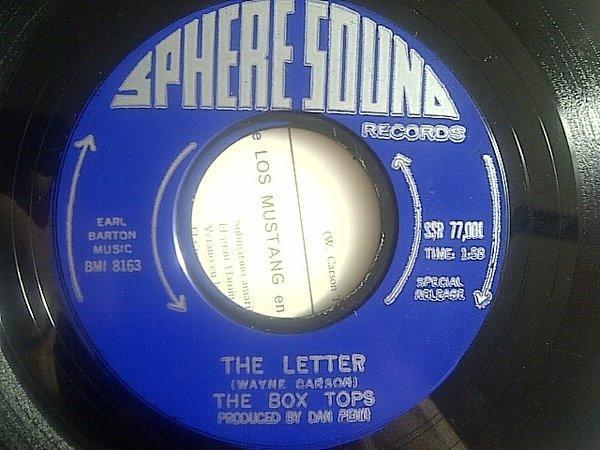 SPHERE SOUND
RECORDS
EARL
BARTON
MUSIC
BMI 8163
SSR 77,001
TIME: 1:58
SPECIAL
RELEASE
e LOS MUSTANG en
(W. Carson
THE LETTER
(WAYNE CARSON)
THE BOX TOPS
PRODUCED BY DAN PENN